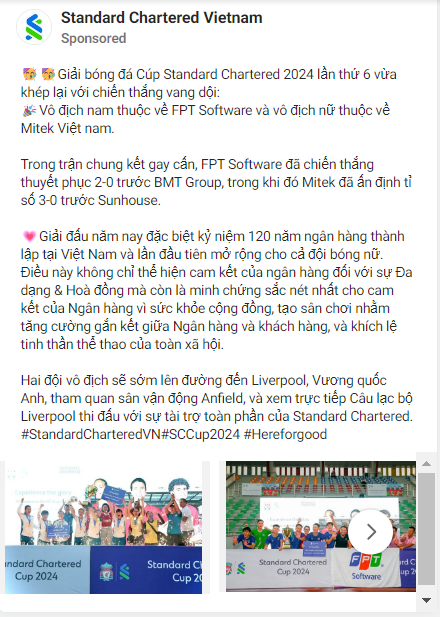 Standard Chartered Vietnam
Sponsored
🥳🥳Giải bóng đá Cúp Standard Chartered 2024 lần thứ 6 vừa
khép lại với chiến thắng vang dội:
🎉Vô địch nam thuộc về FPT Software và vô địch nữ thuộc về
Mitek Việt nam.
Trong trận chung kết gay cấn, FPT Software đã chiến thắng
thuyết phục 2-0 trước BMT Group, trong khi đó Mitek đã ấn định tỉ
số 3-0 trước Sunhouse.
💗Giải đấu năm nay đặc biệt kỷ niệm 120 năm ngân hàng thành
lập tại Việt Nam và lần đầu tiên mở rộng cho cả đội bóng nữ.
Điều này không chỉ thể hiện cam kết của ngân hàng đối với sự Đa
dạng & Hoà đồng mà còn là minh chứng sắc nét nhất cho cam
kết của Ngân hàng vì sức khỏe cộng đồng, tạo sân chơi nhằm
tăng cường gắn kết giữa Ngân hàng và khách hàng, và khích lệ
tinh thần thể thao của toàn xã hội.
Hai đội vô địch sẽ sớm lên đường đến Liverpool, Vương quốc
Anh, tham quan sân vận động Anfield, và xem trực tiếp Câu lạc bộ
Liverpool thi đấu với sự tài trợ toàn phần của Standard Chartered.
#StandardCharteredVN#SCCup2024 #Hereforgood
ndard Chartered
Cup 2024
Standard
Cup
Standard Chartered
Cup 2024
FPT
Software